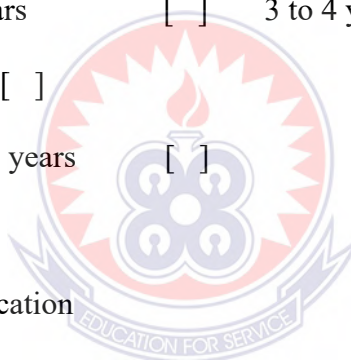 ars [ ] 3 to 4 y
[ ]
years [ ]
cation
EDUCATION FOR SERVICE